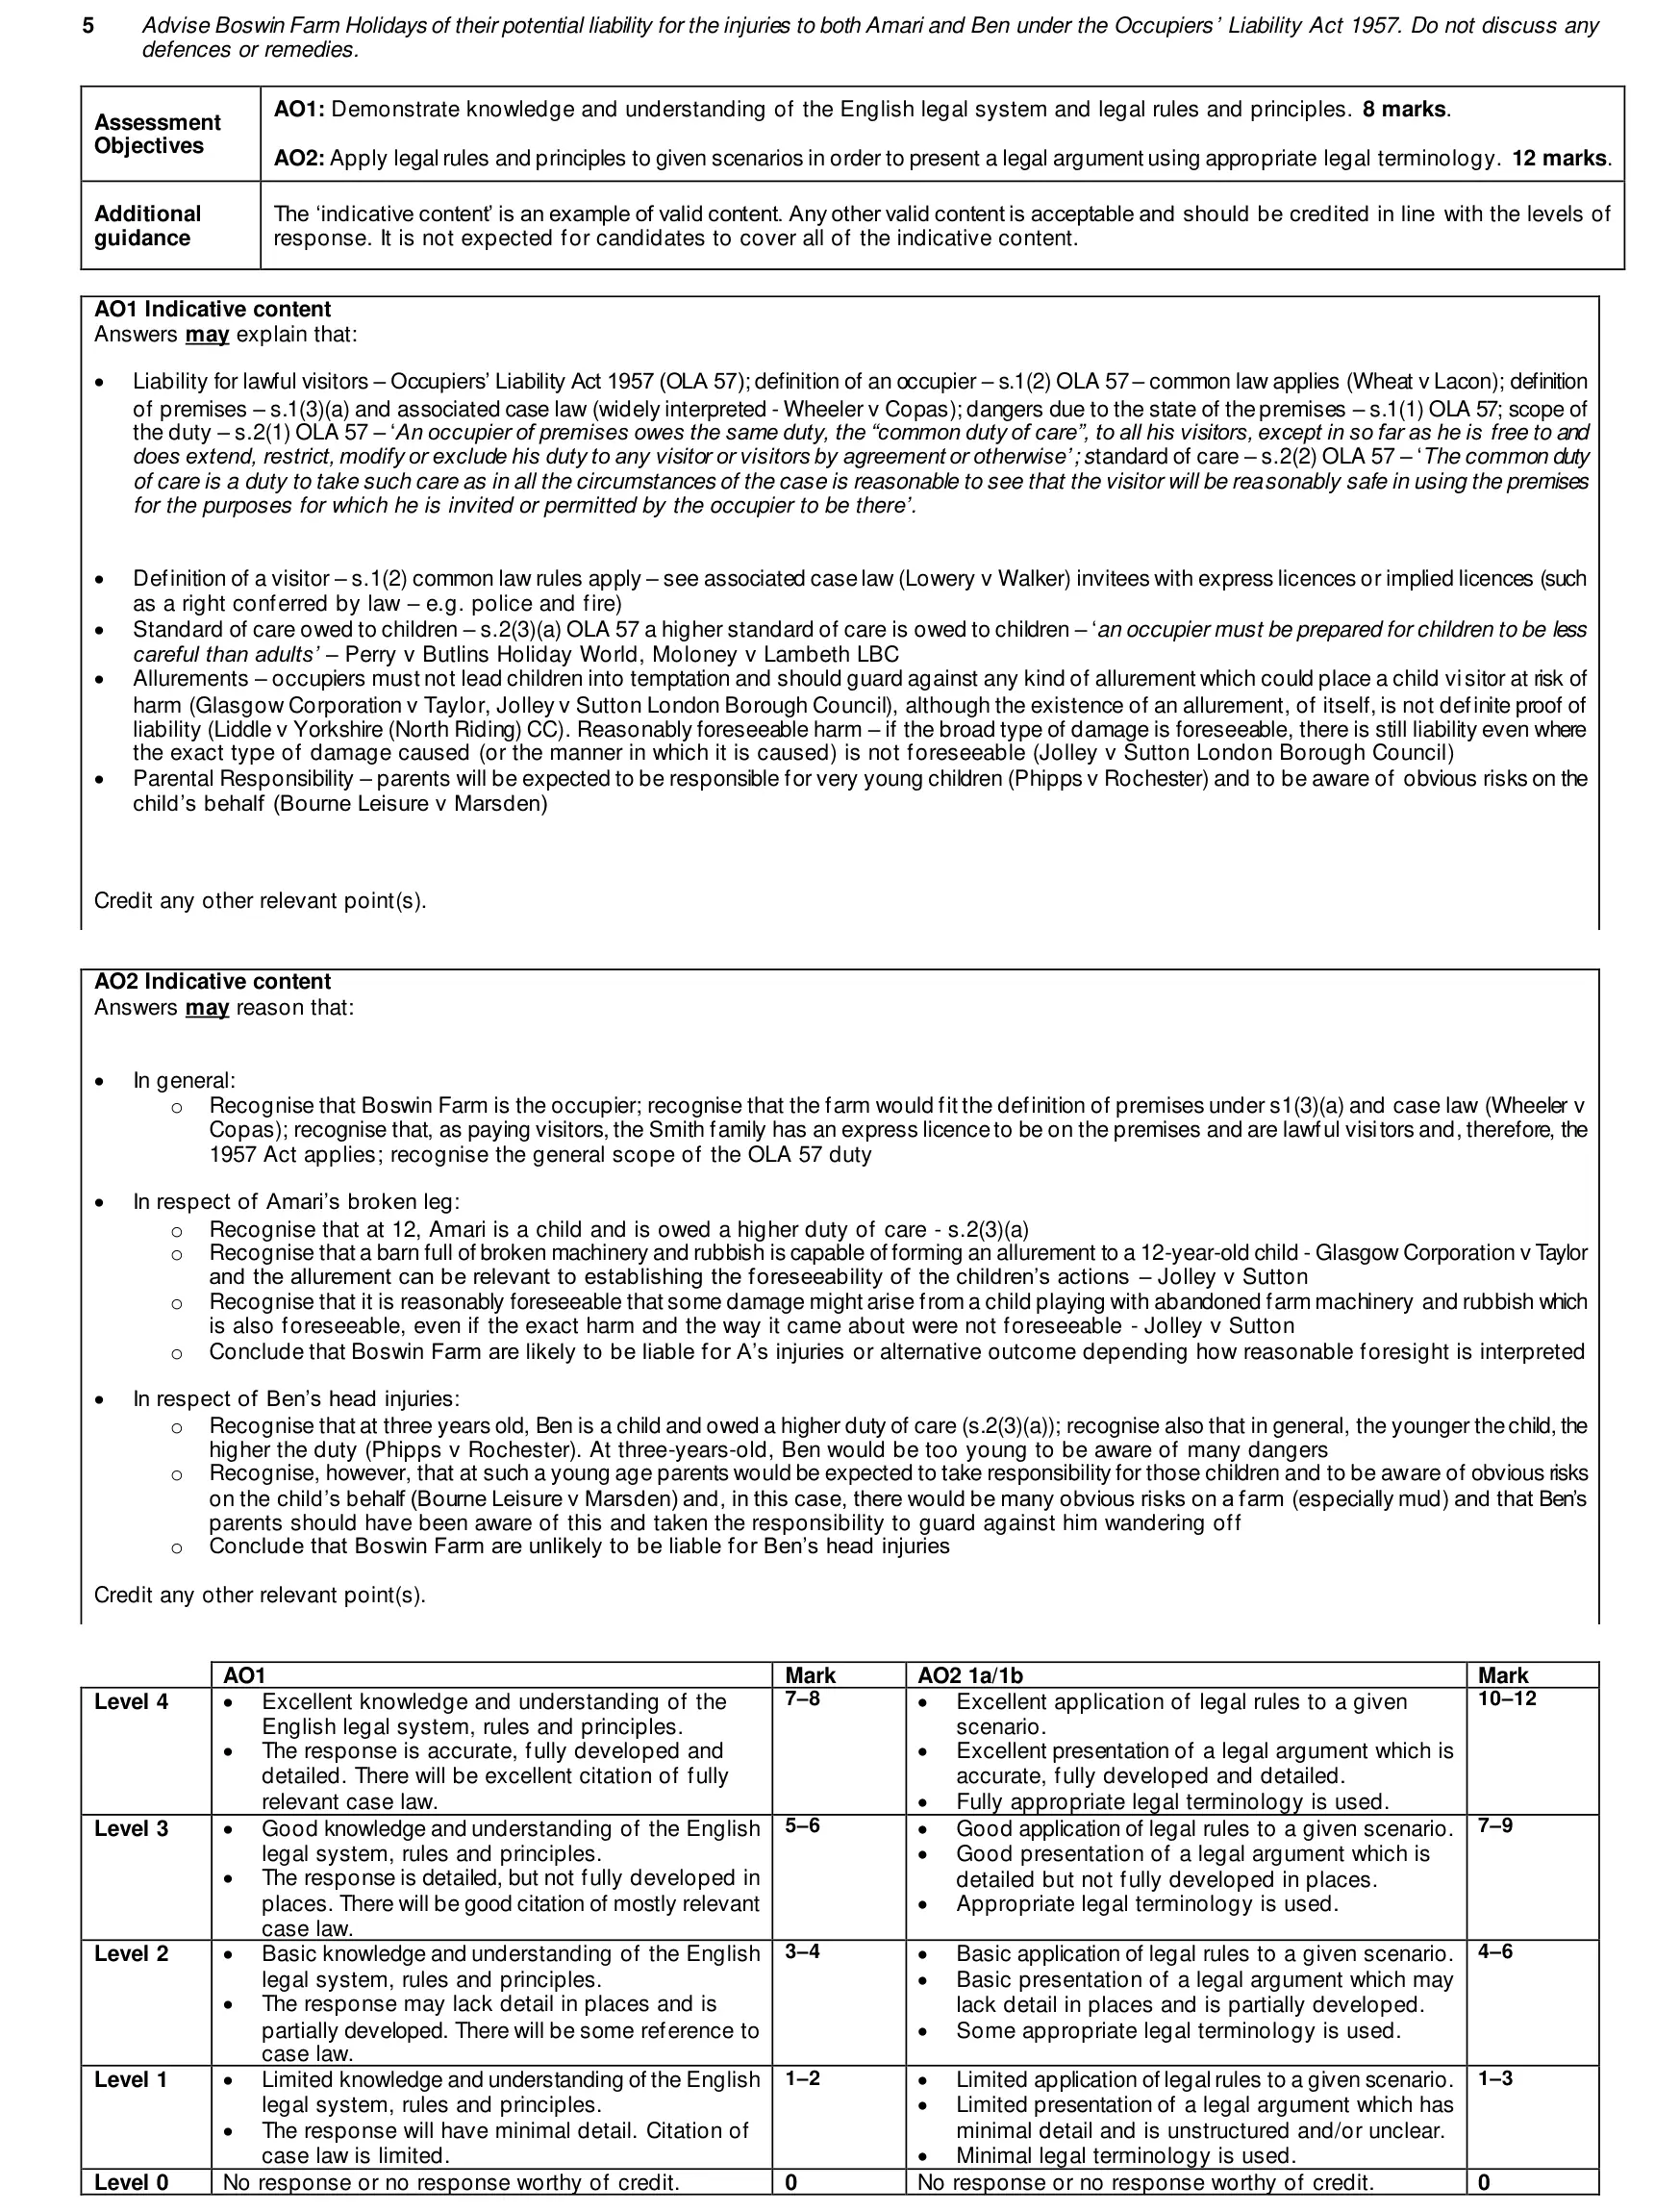 5 Advise Boswin Farm Holidays of their potential liability for the injuries to both Amari and Ben under the Occupiers' Liability Act 1957. Do not discuss any
defences or remedies.
Assessment
Objectives
AO1: Demonstrate knowledge and understanding of the English legal system and legal rules and principles. 8 marks.
AO2: Apply legal rules and principles to given scenarios in order to present a legal argument using appropriate legal terminology. 12 marks.
Additional
guidance
The 'indicative content' is an example of valid content. Any other valid content is acceptable and should be credited in line with the levels of
response. It is not expected for candidates to cover all of the indicative content.
AO1 Indicative content
Answers may explain that:
• Liability for lawful visitors – Occupiers' Liability Act 1957 (OLA 57); definition of an occupier – s.1(2) OLA 57 – common law applies (Wheat v Lacon); definition
of premises – s.1(3)(a) and associated case law (widely interpreted - Wheeler v Copas); dangers due to the state of the premises – s.1(1) OLA 57; scope of
the duty – s.2(1) OLA 57 – 'An occupier of premises owes the same duty, the "common duty of care", to all his visitors, except in so far as he is free to and
does extend, restrict, modify or exclude his duty to any visitor or visitors by agreement or otherwise'; standard of care – s.2(2) OLA 57 – 'The common duty
of care is a duty to take such care as in all the circumstances of the case is reasonable to see that the visitor will be reasonably safe in using the premises
for the purposes for which he is invited or permitted by the occupier to be there'.
• Definition of a visitor – s.1(2) common law rules apply – see associated case law (Lowery v Walker) invitees with express licences or implied licences (such
as a right conferred by law – e.g. police and fire)
• Standard of care owed to children – s.2(3)(a) OLA 57 a higher standard of care is owed to children – 'an occupier must be prepared for children to be less
careful than adults' – Perry v Butlins Holiday World, Moloney v Lambeth LBC
• Allurements – occupiers must not lead children into temptation and should guard against any kind of allurement which could place a child visitor at risk of
harm (Glasgow Corporation v Taylor, Jolley v Sutton London Borough Council), although the existence of an allurement, of itself, is not definite proof of
liability (Liddle v Yorkshire (North Riding) CC). Reasonably foreseeable harm – if the broad type of damage is foreseeable, there is still liability even where
the exact type of damage caused (or the manner in which it is caused) is not foreseeable (Jolley v Sutton London Borough Council)
• Parental Responsibility – parents will be expected to be responsible for very young children (Phipps v Rochester) and to be aware of obvious risks on the
child's behalf (Bourne Leisure v Marsden)
Credit any other relevant point(s).
AO2 Indicative content
Answers may reason that:
• In general:
o Recognise that Boswin Farm is the occupier; recognise that the farm would fit the definition of premises under s1(3)(a) and case law (Wheeler v
Copas); recognise that, as paying visitors, the Smith family has an express licence to be on the premises and are lawful visitors and, therefore, the
1957 Act applies; recognise the general scope of the OLA 57 duty
• In respect of Amari's broken leg:
o Recognise that at 12, Amari is a child and is owed a higher duty of care - s.2(3)(a)
o Recognise that a barn full of broken machinery and rubbish is capable of forming an allurement to a 12-year-old child - Glasgow Corporation v Taylor
and the allurement can be relevant to establishing the foreseeability of the children's actions – Jolley v Sutton
o Recognise that it is reasonably foreseeable that some damage might arise from a child playing with abandoned farm machinery and rubbish which
is also foreseeable, even if the exact harm and the way it came about were not foreseeable - Jolley v Sutton
o Conclude that Boswin Farm are likely to be liable for A's injuries or alternative outcome depending how reasonable foresight is interpreted
• In respect of Ben's head injuries:
o Recognise that at three years old, Ben is a child and owed a higher duty of care (s.2(3)(a)); recognise also that in general, the younger the child, the
higher the duty (Phipps v Rochester). At three-years-old, Ben would be too young to be aware of many dangers
o Recognise, however, that at such a young age parents would be expected to take responsibility for those children and to be aware of obvious risks
on the child's behalf (Bourne Leisure v Marsden) and, in this case, there would be many obvious risks on a farm (especially mud) and that Ben's
parents should have been aware of this and taken the responsibility to guard against him wandering off
o Conclude that Boswin Farm are unlikely to be liable for Ben's head injuries
Credit any other relevant point(s).
AO1 Mark AO2 1a/1b Mark
Level 4
• Excellent knowledge and understanding of the
English legal system, rules and principles.
• The response is accurate, fully developed and
detailed. There will be excellent citation of fully
relevant case law.
7–8
• Excellent application of legal rules to a given
scenario.
• Excellent presentation of a legal argument which is
accurate, fully developed and detailed.
• Fully appropriate legal terminology is used.
10–12
Level 3
• Good knowledge and understanding of the English
legal system, rules and principles.
• The response is detailed, but not fully developed in
places. There will be good citation of mostly relevant
case law.
5–6
• Good application of legal rules to a given scenario.
• Good presentation of a legal argument which is
detailed but not fully developed in places.
• Appropriate legal terminology is used.
7–9
Level 2
• Basic knowledge and understanding of the English
legal system, rules and principles.
• The response may lack detail in places and is
partially developed. There will be some reference to
case law.
3–4
• Basic application of legal rules to a given scenario.
• Basic presentation of a legal argument which may
lack detail in places and is partially developed.
• Some appropriate legal terminology is used.
4–6
Level 1
• Limited knowledge and understanding of the English
legal system, rules and principles.
• The response will have minimal detail. Citation of
case law is limited.
1–2
• Limited application of legal rules to a given scenario.
• Limited presentation of a legal argument which has
minimal detail and is unstructured and/or unclear.
• Minimal legal terminology is used.
1–3
Level 0
No response or no response worthy of credit.
0
No response or no response worthy of credit.
0